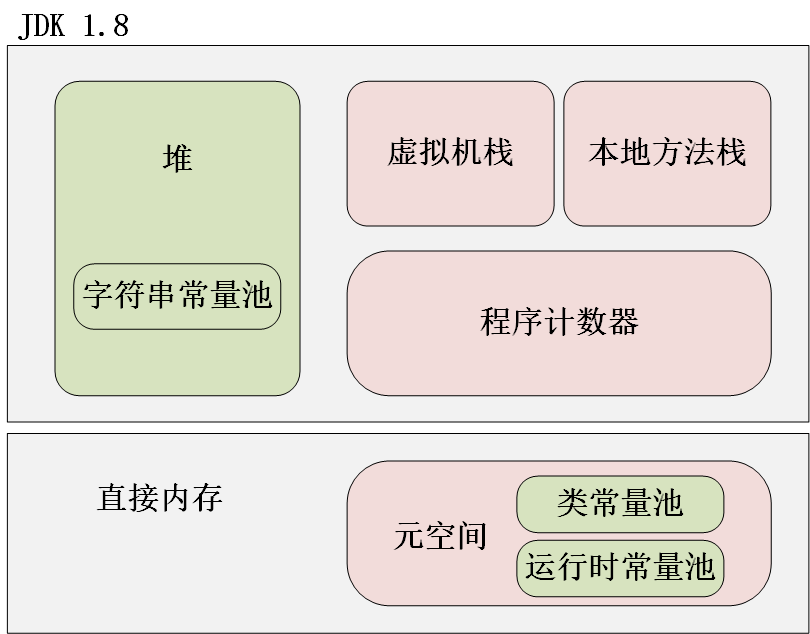 JDK 1.8
堆
字符串常量池
虚拟机栈
本地方法栈
程序计数器
直接内存
元空间
类常量池
运行时常量池